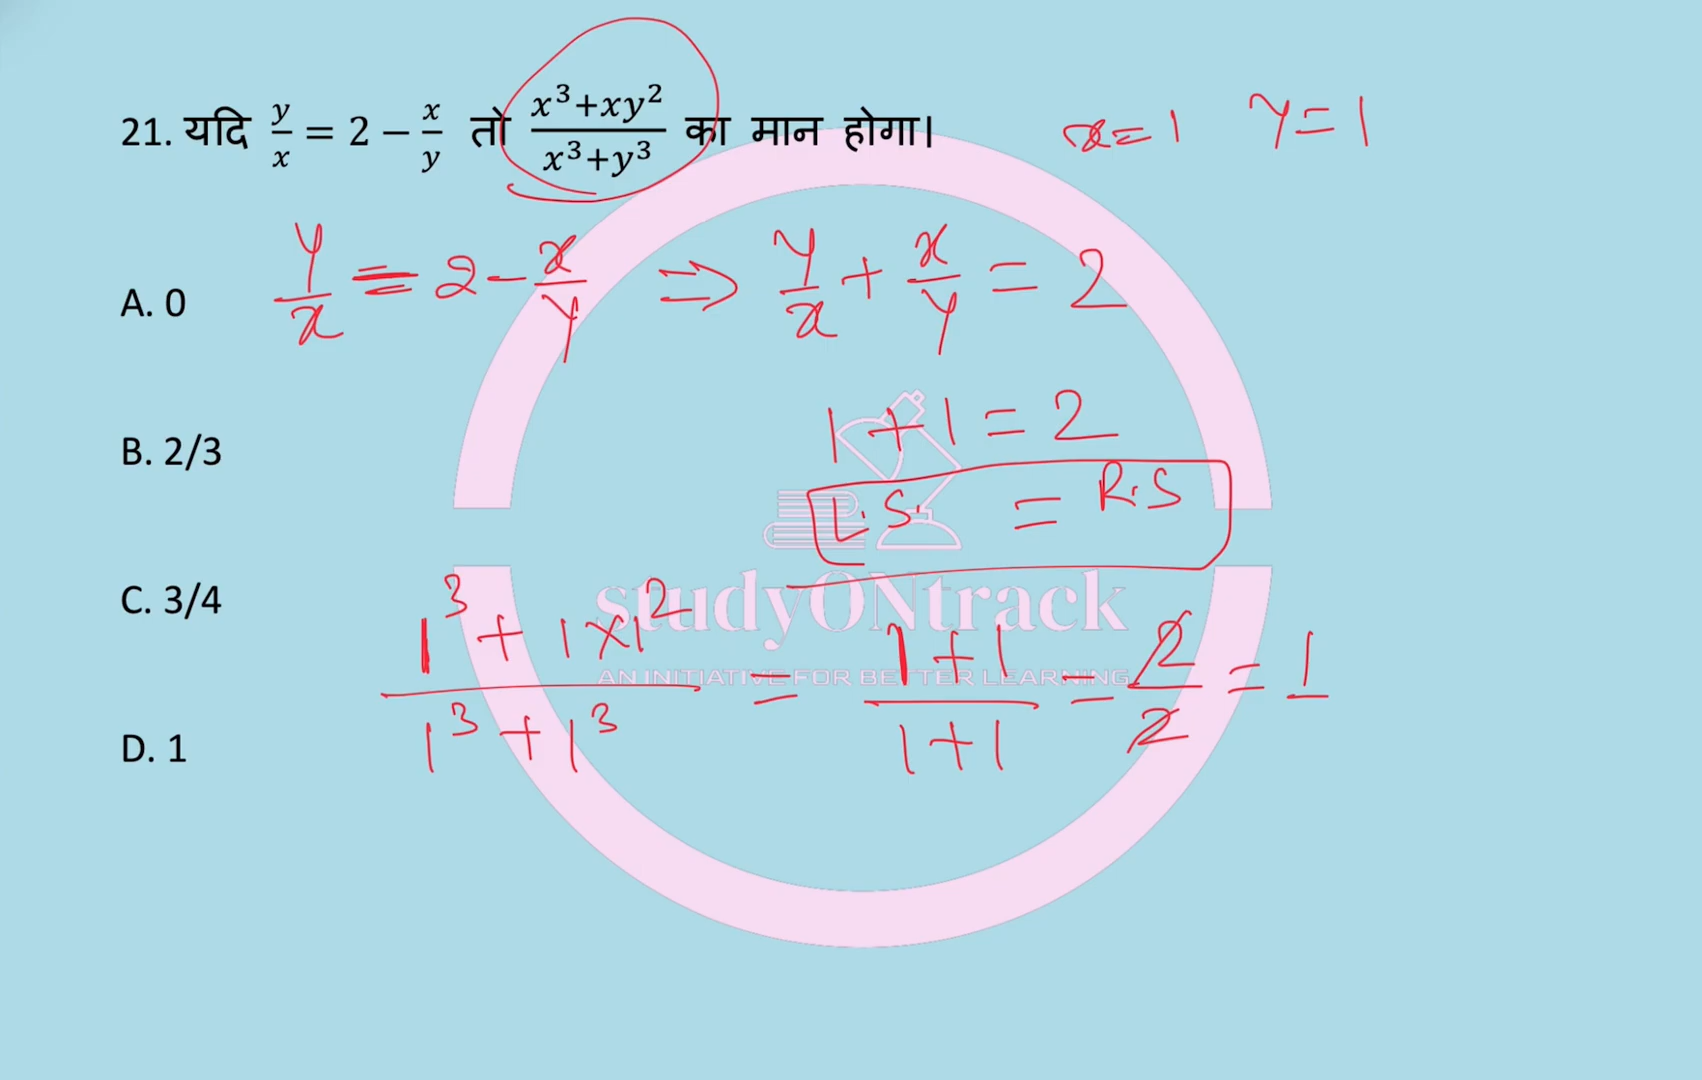 21. यदि y/x = 2 − x/y तो (x³+xy²)/(x³+y³) का मान होगा।
x=1 y=1
A. 0
y/x = 2 - x/y ⇒ y/x + x/y = 2
1 + 1 = 2
B. 2/3
L.S. = R.S
C. 3/4
studyONtrack
AN INITIATIVE FOR BETTER LEARNING
(1³ + 1×1²)/(1³ + 1³) = (1+1)/(1+1) = 2/2 = 1
D. 1